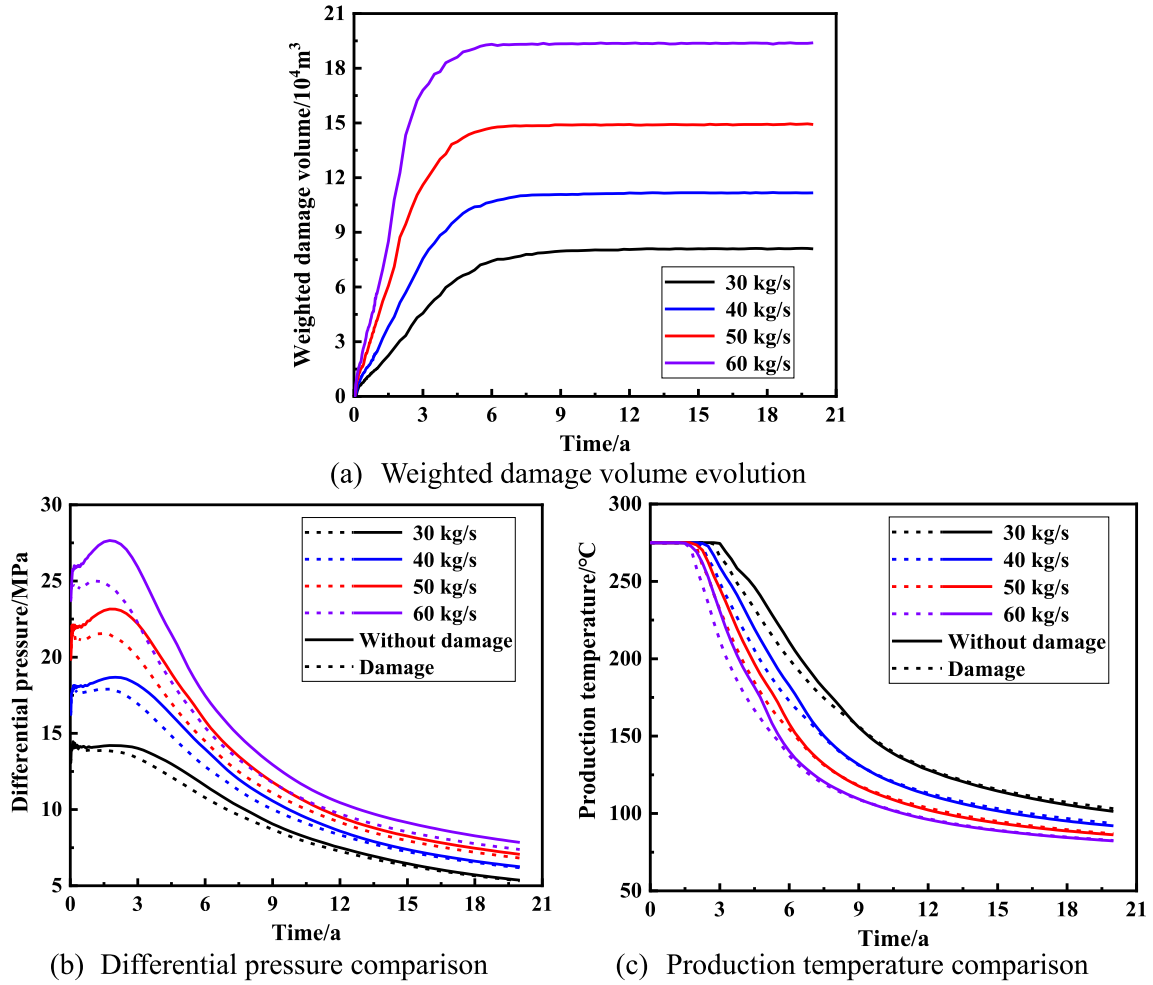 21
18
15
12
9
6
3
0
Weighted damage volume/10⁴m³
30 kg/s
40 kg/s
50 kg/s
60 kg/s
0 3 6 9 12 15 18 21
Time/a
(a) Weighted damage volume evolution
30
25
20
15
10
5
Differential pressure/MPa
30 kg/s
40 kg/s
50 kg/s
60 kg/s
Without damage
Damage
0 3 6 9 12 15 18 21
Time/a
(b) Differential pressure comparison
300
250
200
150
100
50
Production temperature/°C
30 kg/s
40 kg/s
50 kg/s
60 kg/s
Without damage
Damage
0 3 6 9 12 15 18 21
Time/a
(c) Production temperature comparison